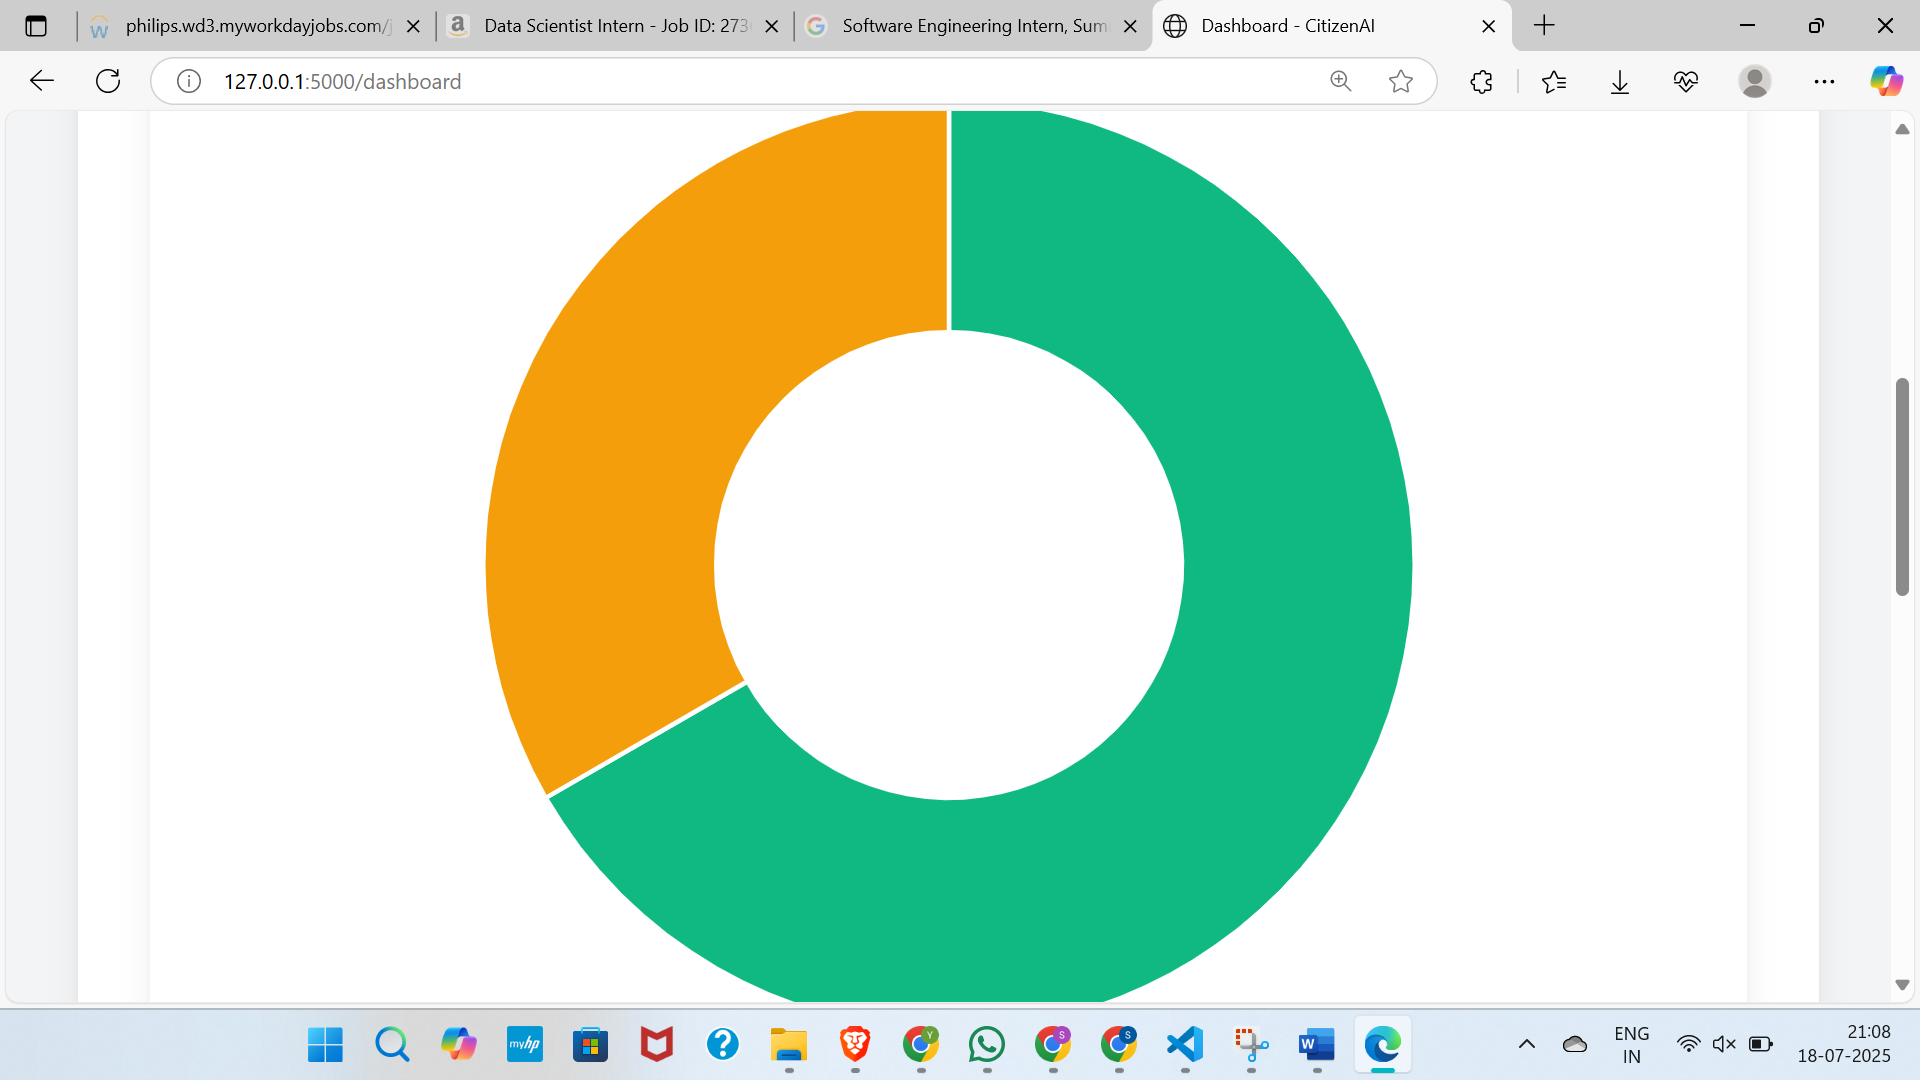 philips.wd3.myworkdayjobs.com/j
Data Scientist Intern - Job ID: 273
Software Engineering Intern, Sum
Dashboard - CitizenAI
127.0.0.1:5000/dashboard
myhp
Y
S
S
W
ENG
IN
21:08
18-07-2025